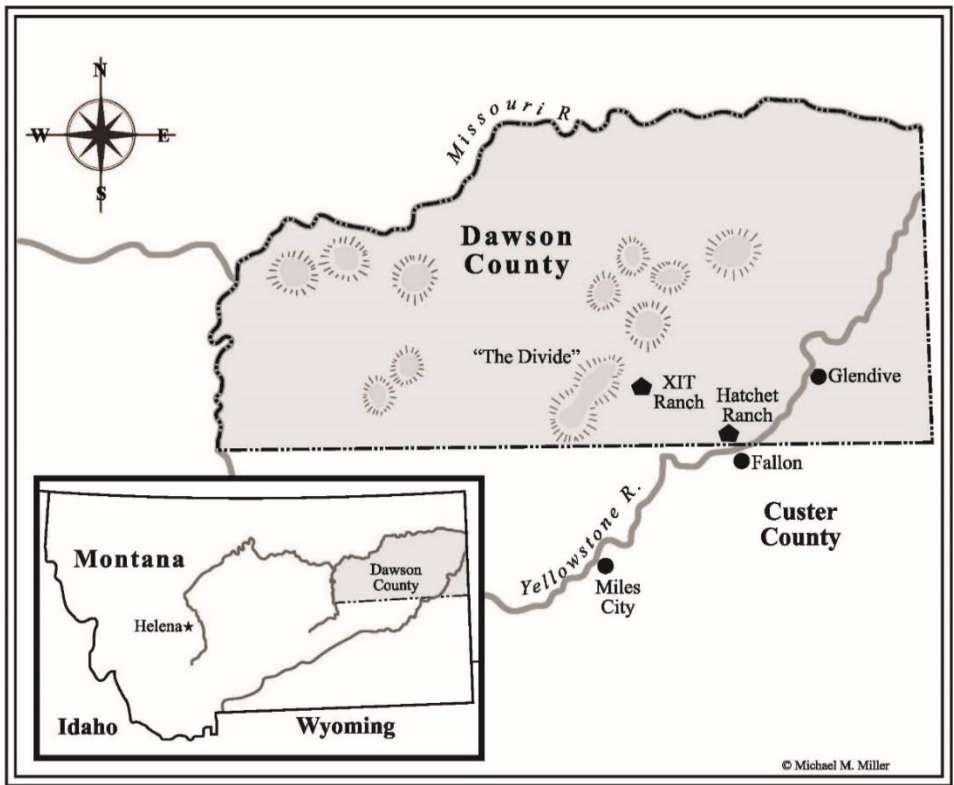 N
W E
S
Missouri R
Dawson
County
"The Divide"
XIT
Ranch
Hatchet
Ranch
Glendive
Fallon
Custer
County
Yellowstone R.
Miles
City
Montana
Dawson
County
Helena
Idaho
Wyoming
© Michael M. Miller